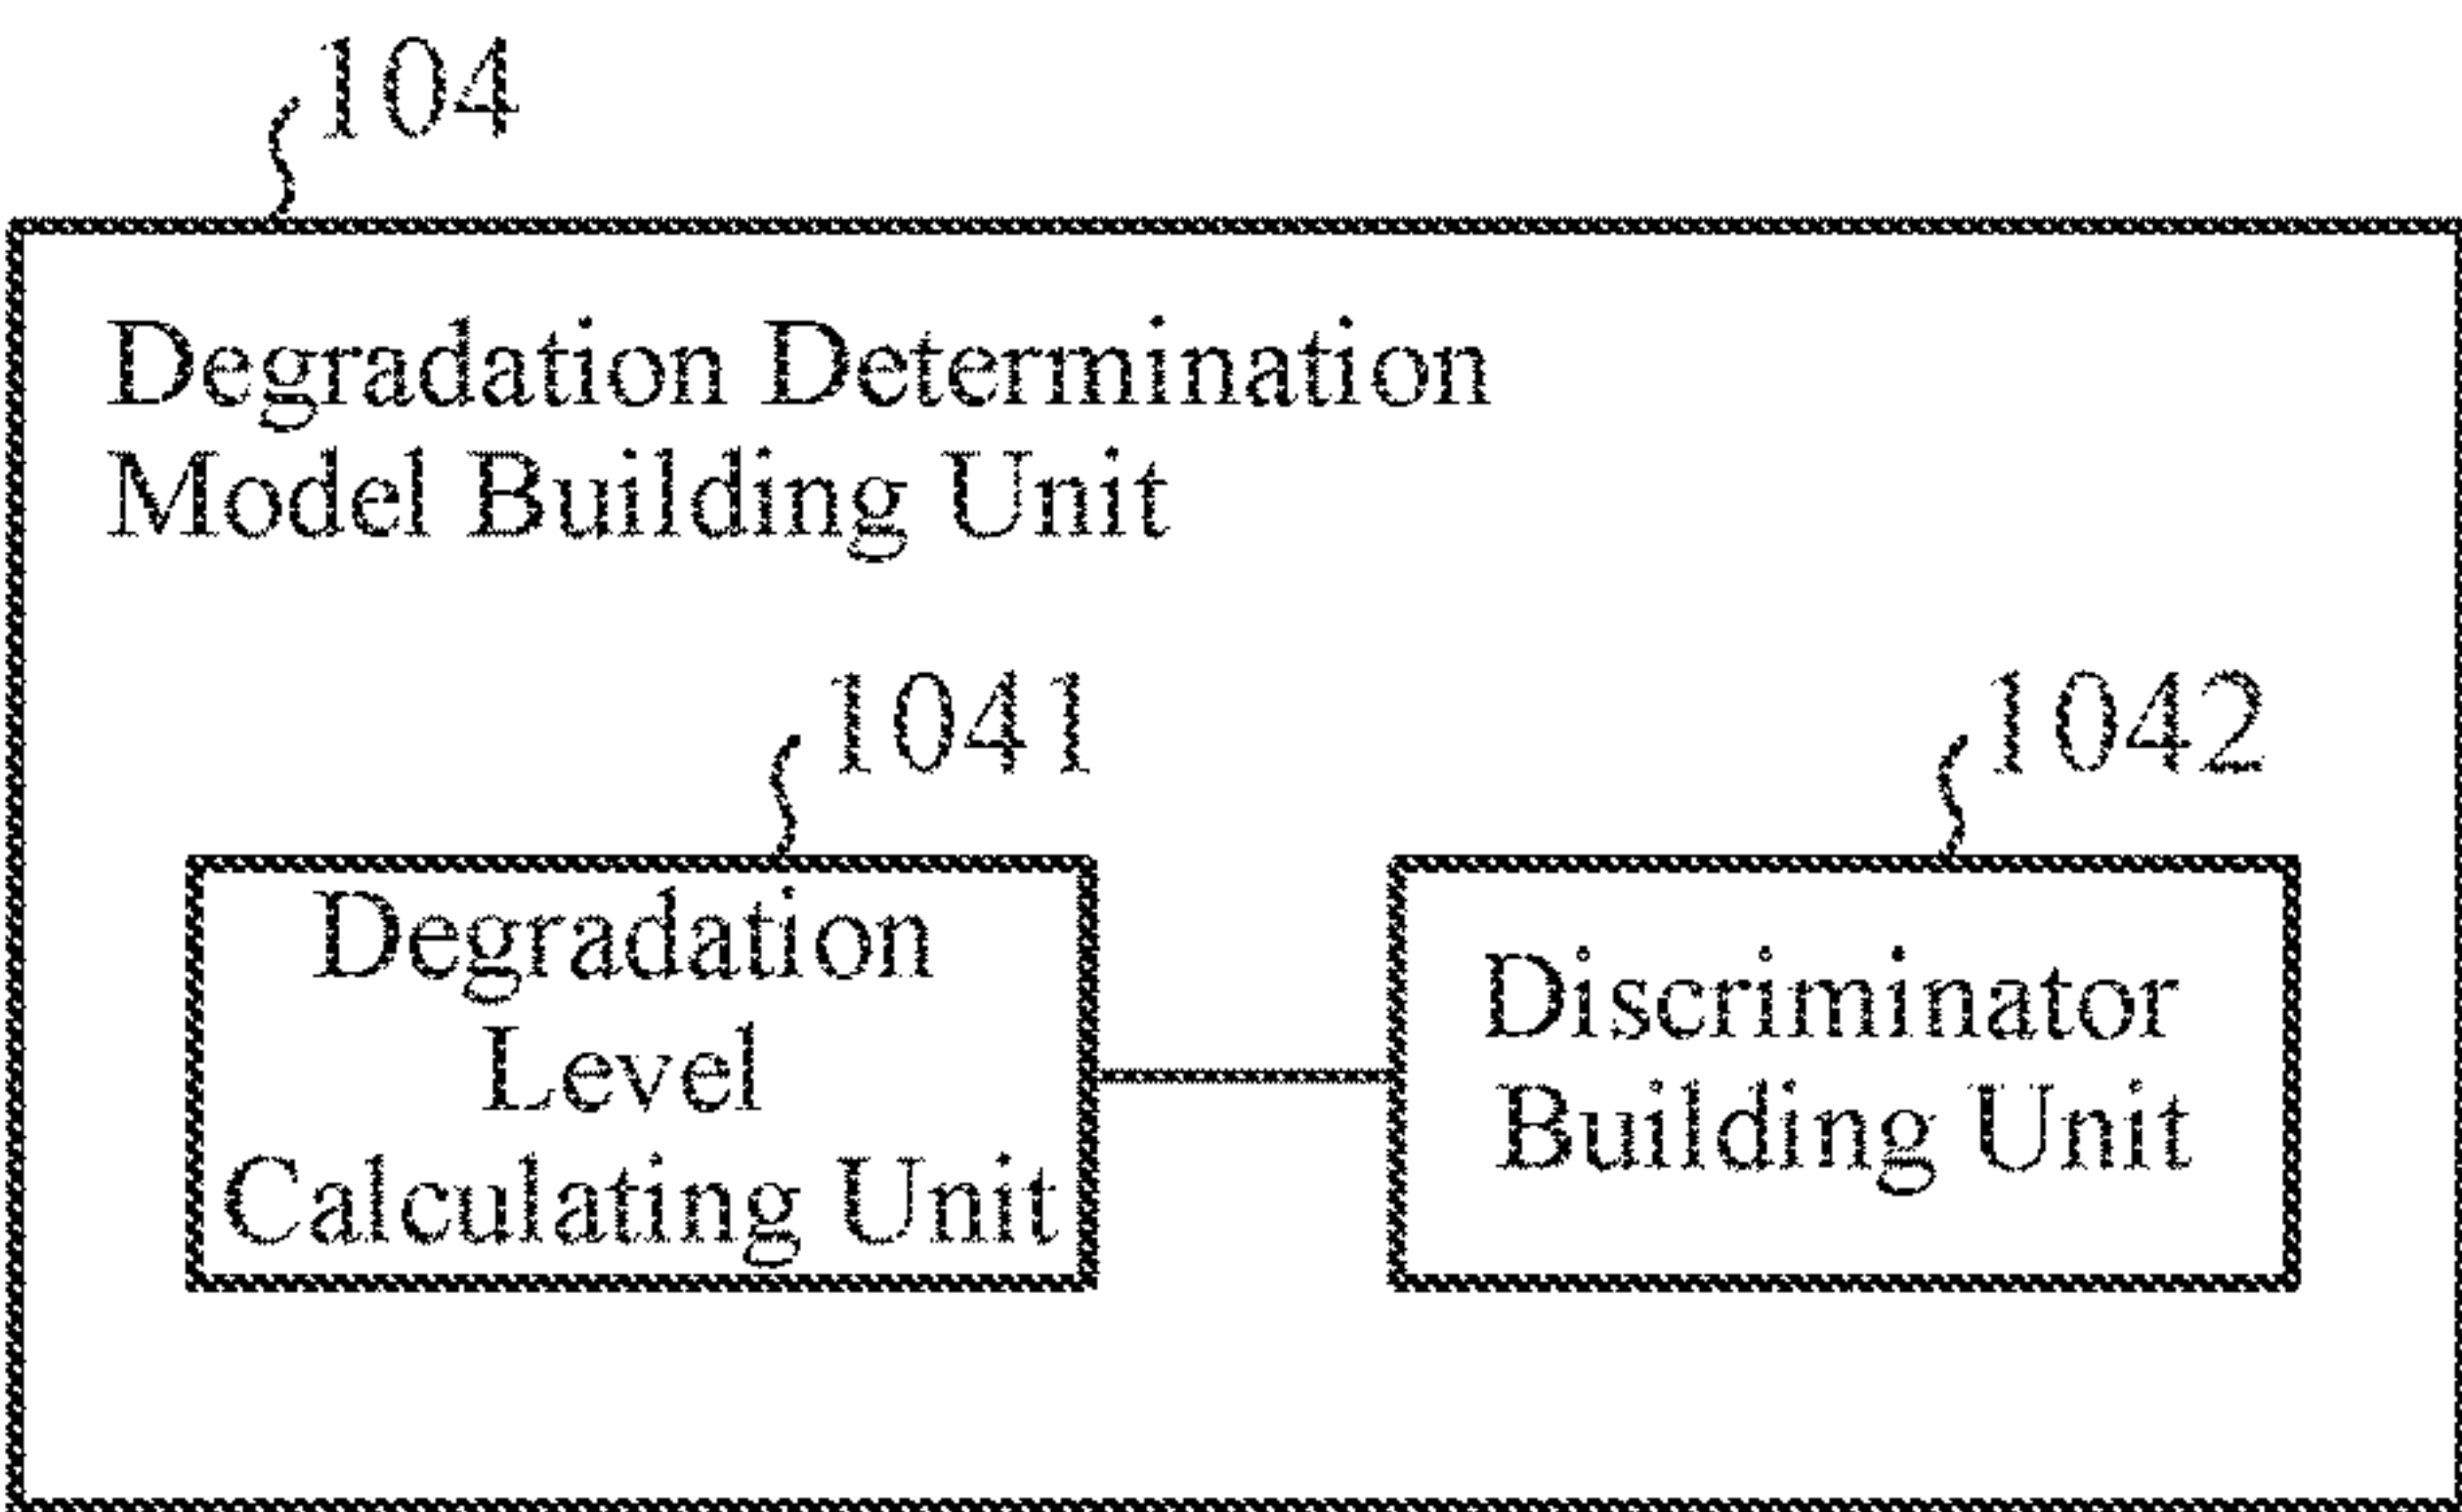 104
Degradation Determination
Model Building Unit
1041
1042
Degradation
Level
Calculating Unit
Discriminator
Building Unit